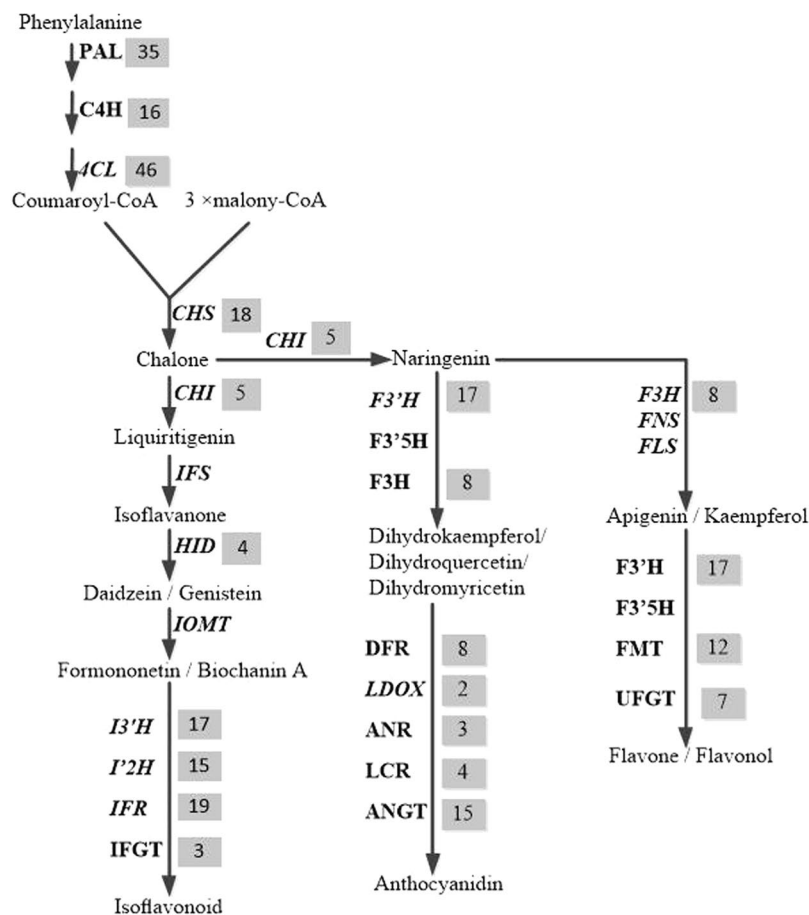 Phenylalanine
PAL 35
C4H 16
4CL 46
Coumaroyl-CoA 3 ×malony-CoA
CHS 18
CHI 5
Chalone
Naringenin
CHI 5
Liquiritigenin
IFS
Isoflavanone
HID 4
Daidzein / Genistein
IOMT
Formononetin / Biochanin A
I3'H 17
I'2H 15
IFR 19
IFGT 3
Isoflavonoid
F3'H 17
F3'5H
F3H 8
Dihydrokaempferol/
Dihydroquercetin/
Dihydromyricetin
DFR 8
LDOX 2
ANR 3
LCR 4
ANGT 15
Anthocyanidin
F3H 8
FNS
FLS
Apigenin / Kaempferol
F3'H 17
F3'5H
FMT 12
UFGT 7
Flavone / Flavonol